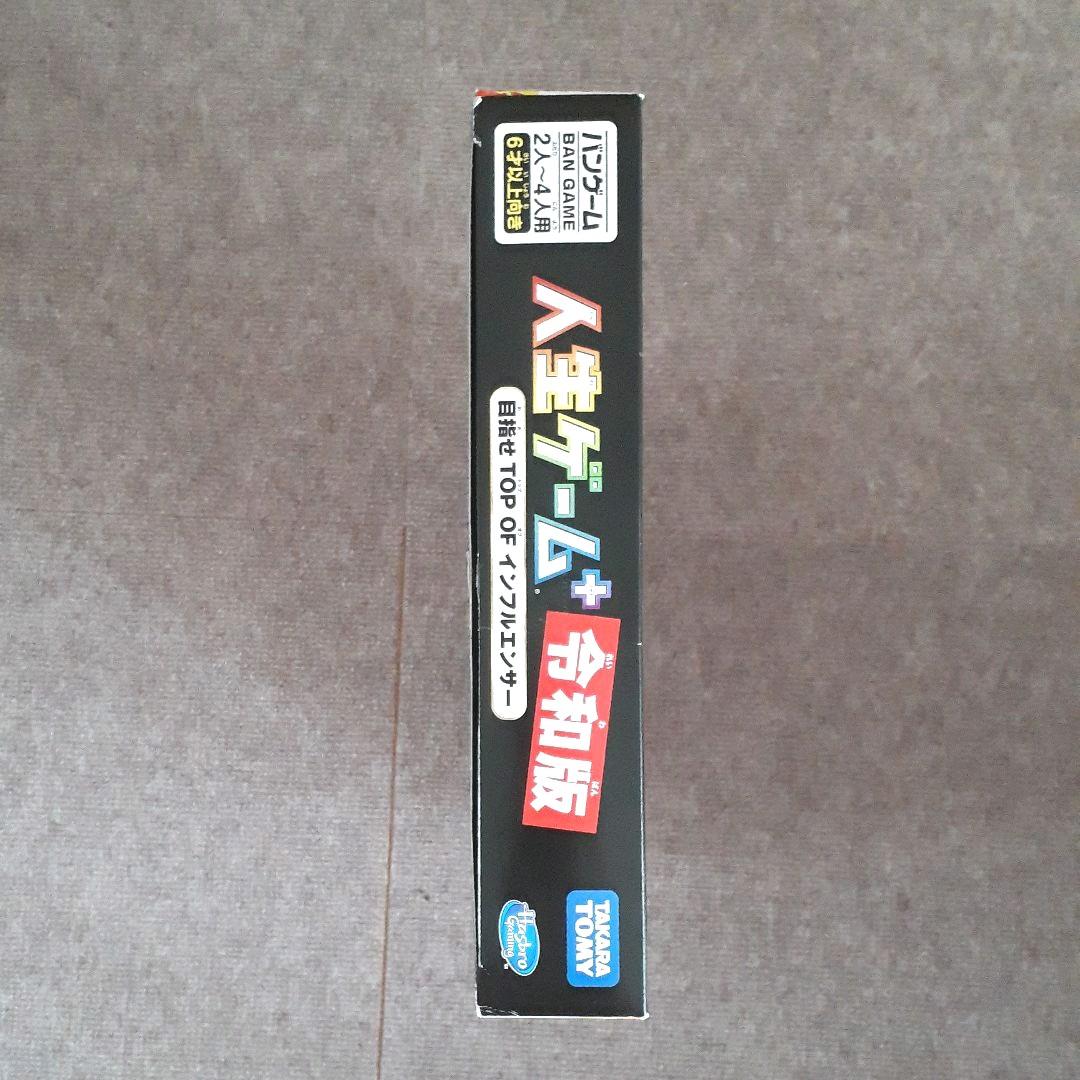 バンゲーム
BAN GAME
2人～4人用
6才以上向き
人生ゲーム+
令和版
目指せ TOP OF インフルエンサー
TAKARA
TOMY
Hasbro
Gaming